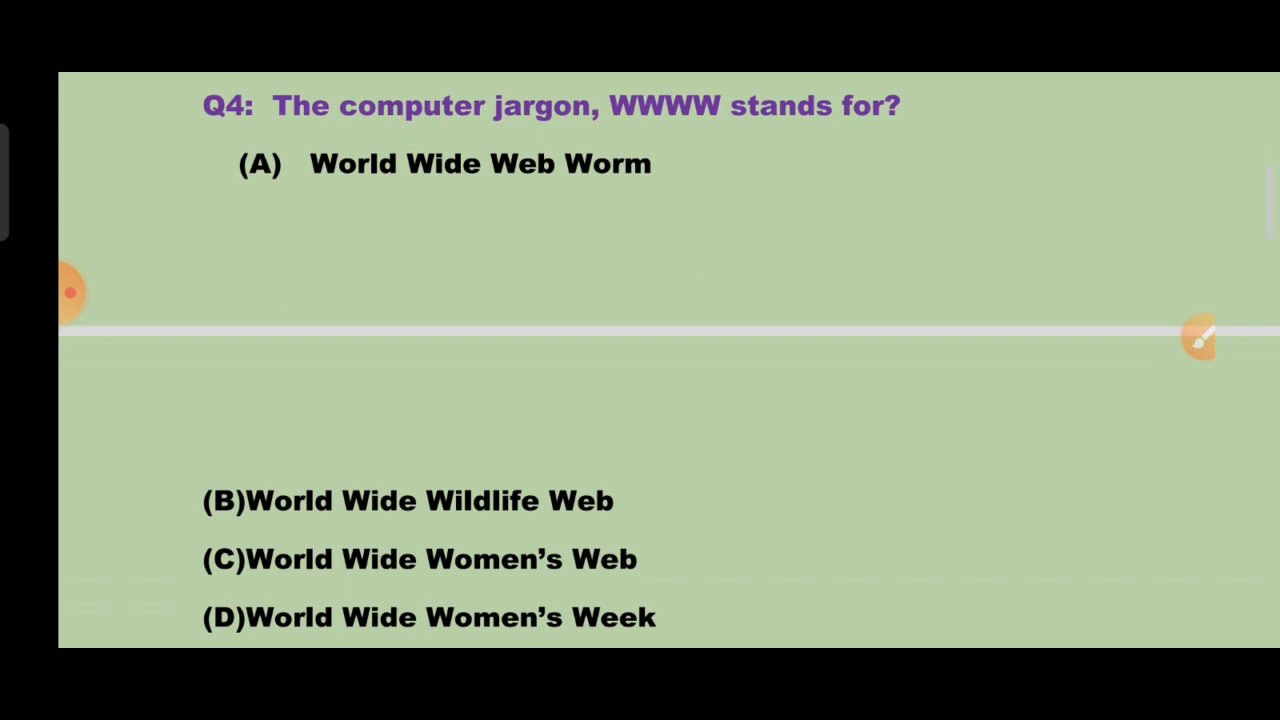 Q4: The computer jargon, WWWW stands for?
(A) World Wide Web Worm
(B)World Wide Wildlife Web
(C)World Wide Women’s Web
(D)World Wide Women’s Week